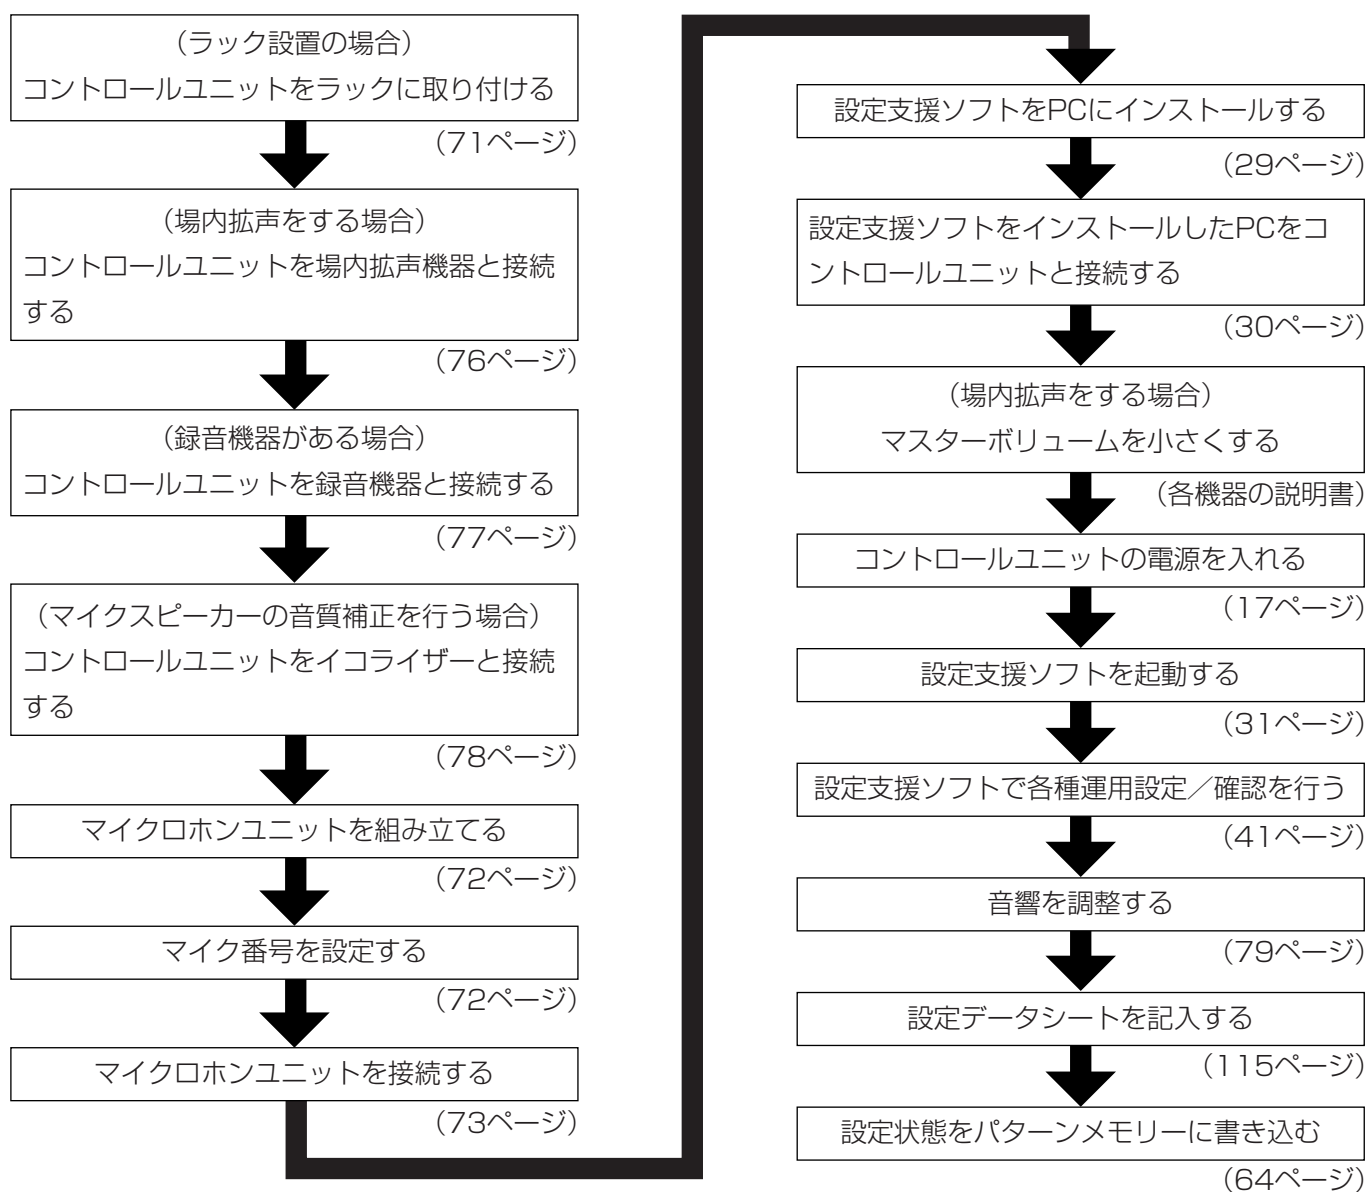 （ラック設置の場合）
コントロールユニットをラックに取り付ける
（71ページ）
（場内拡声をする場合）
コントロールユニットを場内拡声機器と接続
する
（76ページ）
（録音機器がある場合）
コントロールユニットを録音機器と接続する
（77ページ）
（マイクスピーカーの音質補正を行う場合）
コントロールユニットをイコライザーと接続
する
（78ページ）
マイクロホンユニットを組み立てる
（72ページ）
マイク番号を設定する
（72ページ）
マイクロホンユニットを接続する
（73ページ）
設定支援ソフトをPCにインストールする
（29ページ）
設定支援ソフトをインストールしたPCをコ
ントロールユニットと接続する
（30ページ）
（場内拡声をする場合）
マスターボリュームを小さくする
（各機器の説明書）
コントロールユニットの電源を入れる
（17ページ）
設定支援ソフトを起動する
（31ページ）
設定支援ソフトで各種運用設定／確認を行う
（41ページ）
音響を調整する
（79ページ）
設定データシートを記入する
（115ページ）
設定状態をパターンメモリーに書き込む
（64ページ）